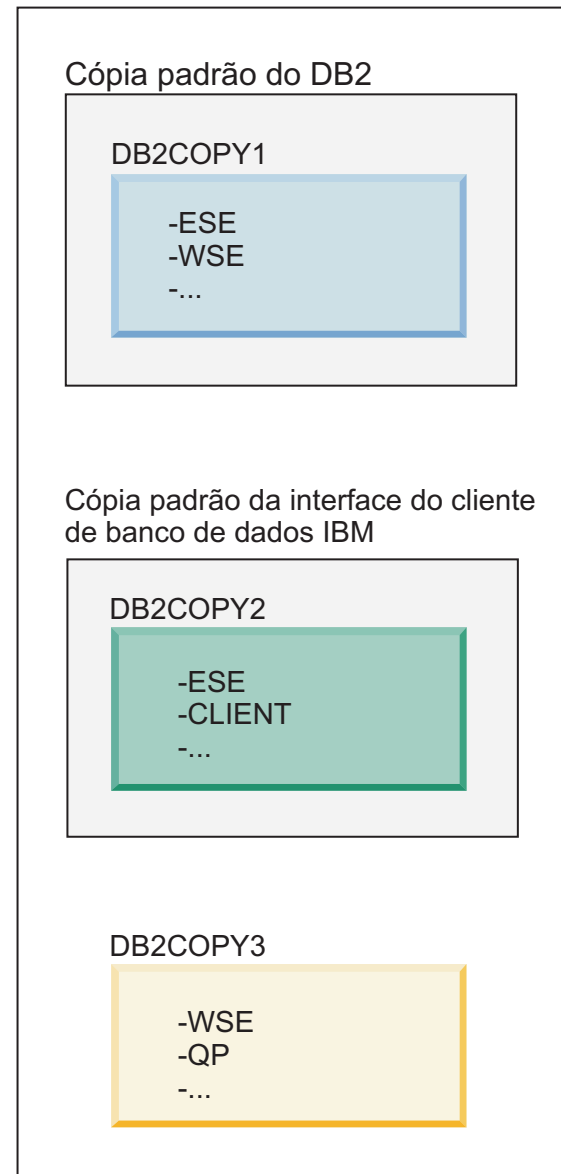 Cópia padrão do DB2
DB2COPY1
-ESE
-WSE
-...
Cópia padrão da interface do cliente
de banco de dados IBM
DB2COPY2
-ESE
-CLIENT
-...
DB2COPY3
-WSE
-QP
-...